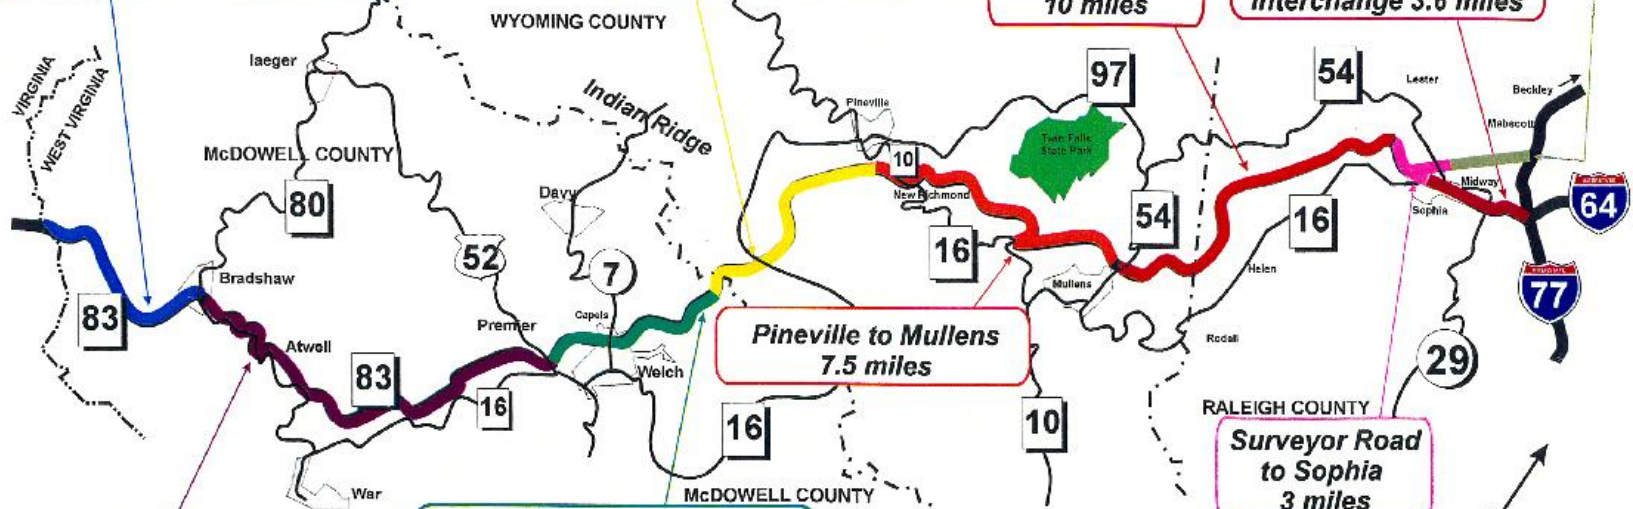 10 miles
Interchange 3.6 miles
WYOMING COUNTY
Iaeger
VIRGINIA
WEST VIRGINIA
97
54
Lester
Beckley
Mabscott
Indian Ridge
Pineville
Twin Falls
State Park
10
McDOWELL COUNTY
80
Davy
New Richmond
Midway
Sophia
64
54
16
16
52
7
Bradshaw
Helen
Mullens
77
83
Capels
Premier
Pineville to Mullens
7.5 miles
Rodall
Atwell
83
Welch
29
16
16
10
RALEIGH COUNTY
Surveyor Road
to Sophia
3 miles
War
McDOWELL COUNTY